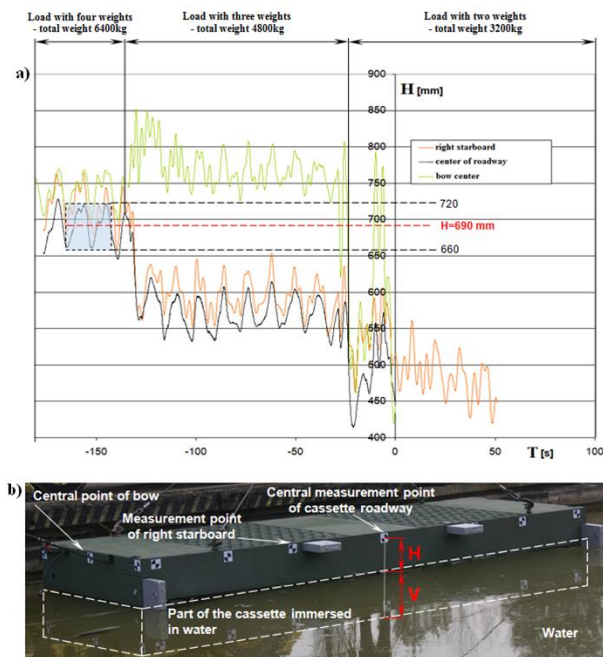 Load with four weights
- total weight 6400kg
Load with three weights
- total weight 4800kg
Load with two weights
- total weight 3200kg
a)
900
H [mm]
850
800
right starboard
center of roadway
bow center
750
720
700
H=690 mm
660
650
600
550
500
450
400
-150
-100
-50
0
50
100
T [s]
b)
Central point of bow
Measurement point
of right starboard
Central measurement point
of cassette roadway
H
V
Part of the cassette immersed
in water
Water